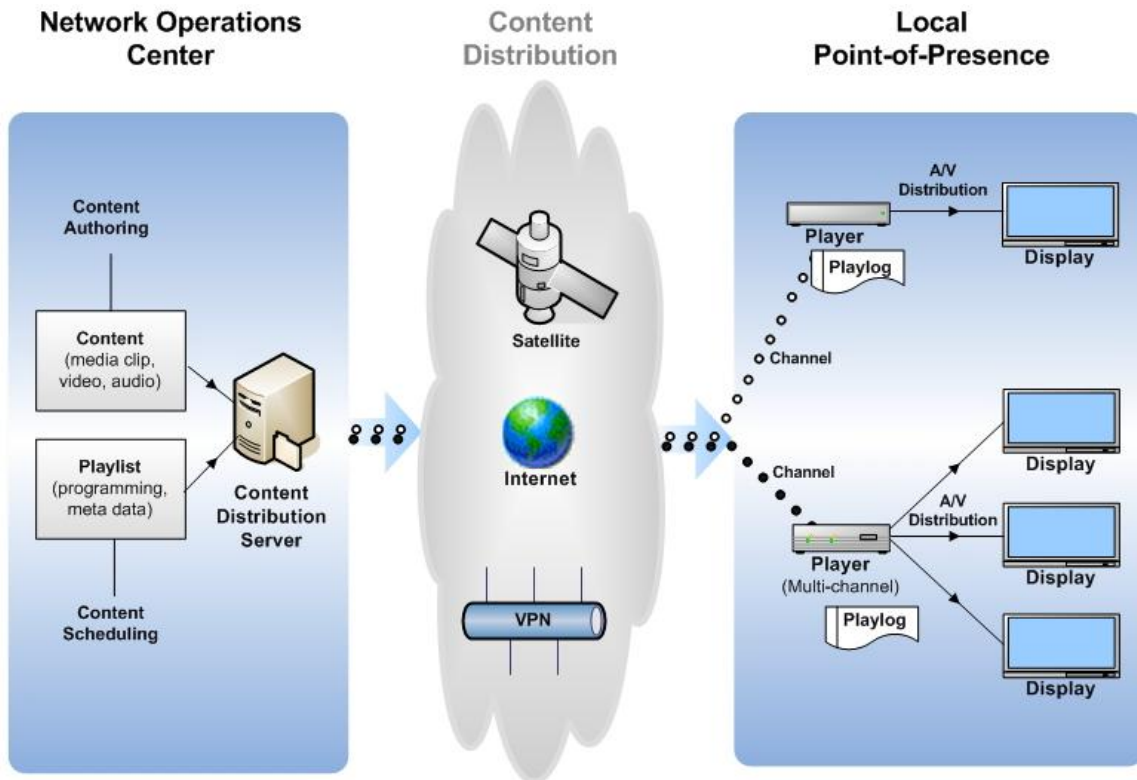 Network Operations
Center
Content
Authoring
Content
(media clip,
video, audio)
Playlist
(programming,
meta data)
Content
Distribution
Server
Content
Scheduling
Content
Distribution
Satellite
Internet
VPN
Local
Point-of-Presence
A/V
Distribution
Player
Playlog
Display
Channel
Display
Channel
A/V
Distribution
Display
Player
(Multi-channel)
Playlog
Display